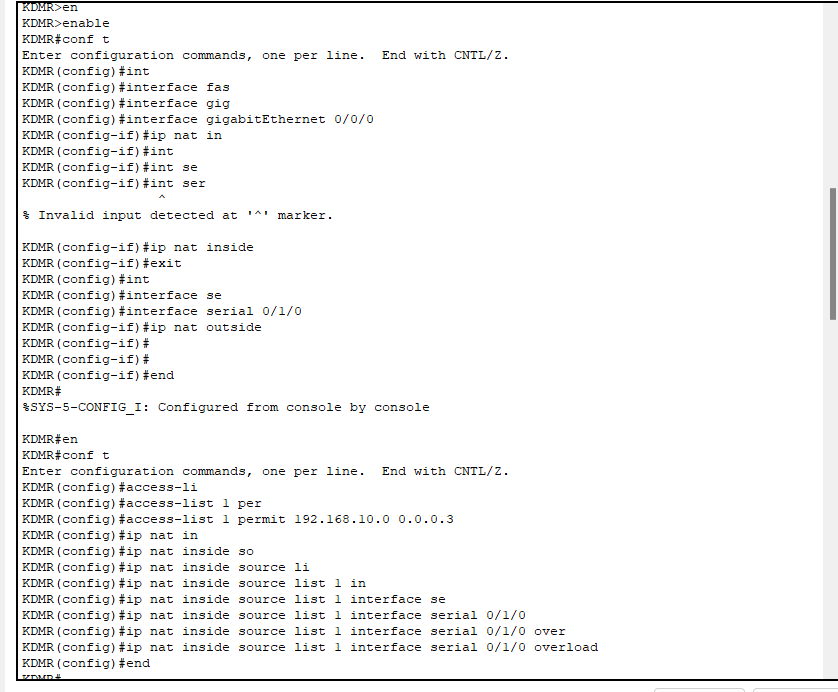 KDMR>en
KDMR>enable
KDMR#conf t
Enter configuration commands, one per line.  End with CNTL/Z.
KDMR(config)#int
KDMR(config)#interface fas
KDMR(config)#interface gig
KDMR(config)#interface gigabitEthernet 0/0/0
KDMR(config-if)#ip nat in
KDMR(config-if)#int
KDMR(config-if)#int se
KDMR(config-if)#int ser
^
% Invalid input detected at '^' marker.
KDMR(config-if)#ip nat inside
KDMR(config-if)#exit
KDMR(config)#int
KDMR(config)#interface se
KDMR(config)#interface serial 0/1/0
KDMR(config-if)#ip nat outside
KDMR(config-if)#
KDMR(config-if)#
KDMR(config-if)#end
KDMR#
%SYS-5-CONFIG_I: Configured from console by console
KDMR#en
KDMR#conf t
Enter configuration commands, one per line.  End with CNTL/Z.
KDMR(config)#access-li
KDMR(config)#access-list 1 per
KDMR(config)#access-list 1 permit 192.168.10.0 0.0.0.3
KDMR(config)#ip nat in
KDMR(config)#ip nat inside so
KDMR(config)#ip nat inside source li
KDMR(config)#ip nat inside source list 1 in
KDMR(config)#ip nat inside source list 1 interface se
KDMR(config)#ip nat inside source list 1 interface serial 0/1/0
KDMR(config)#ip nat inside source list 1 interface serial 0/1/0 over
KDMR(config)#ip nat inside source list 1 interface serial 0/1/0 overload
KDMR(config)#end
KDMR#